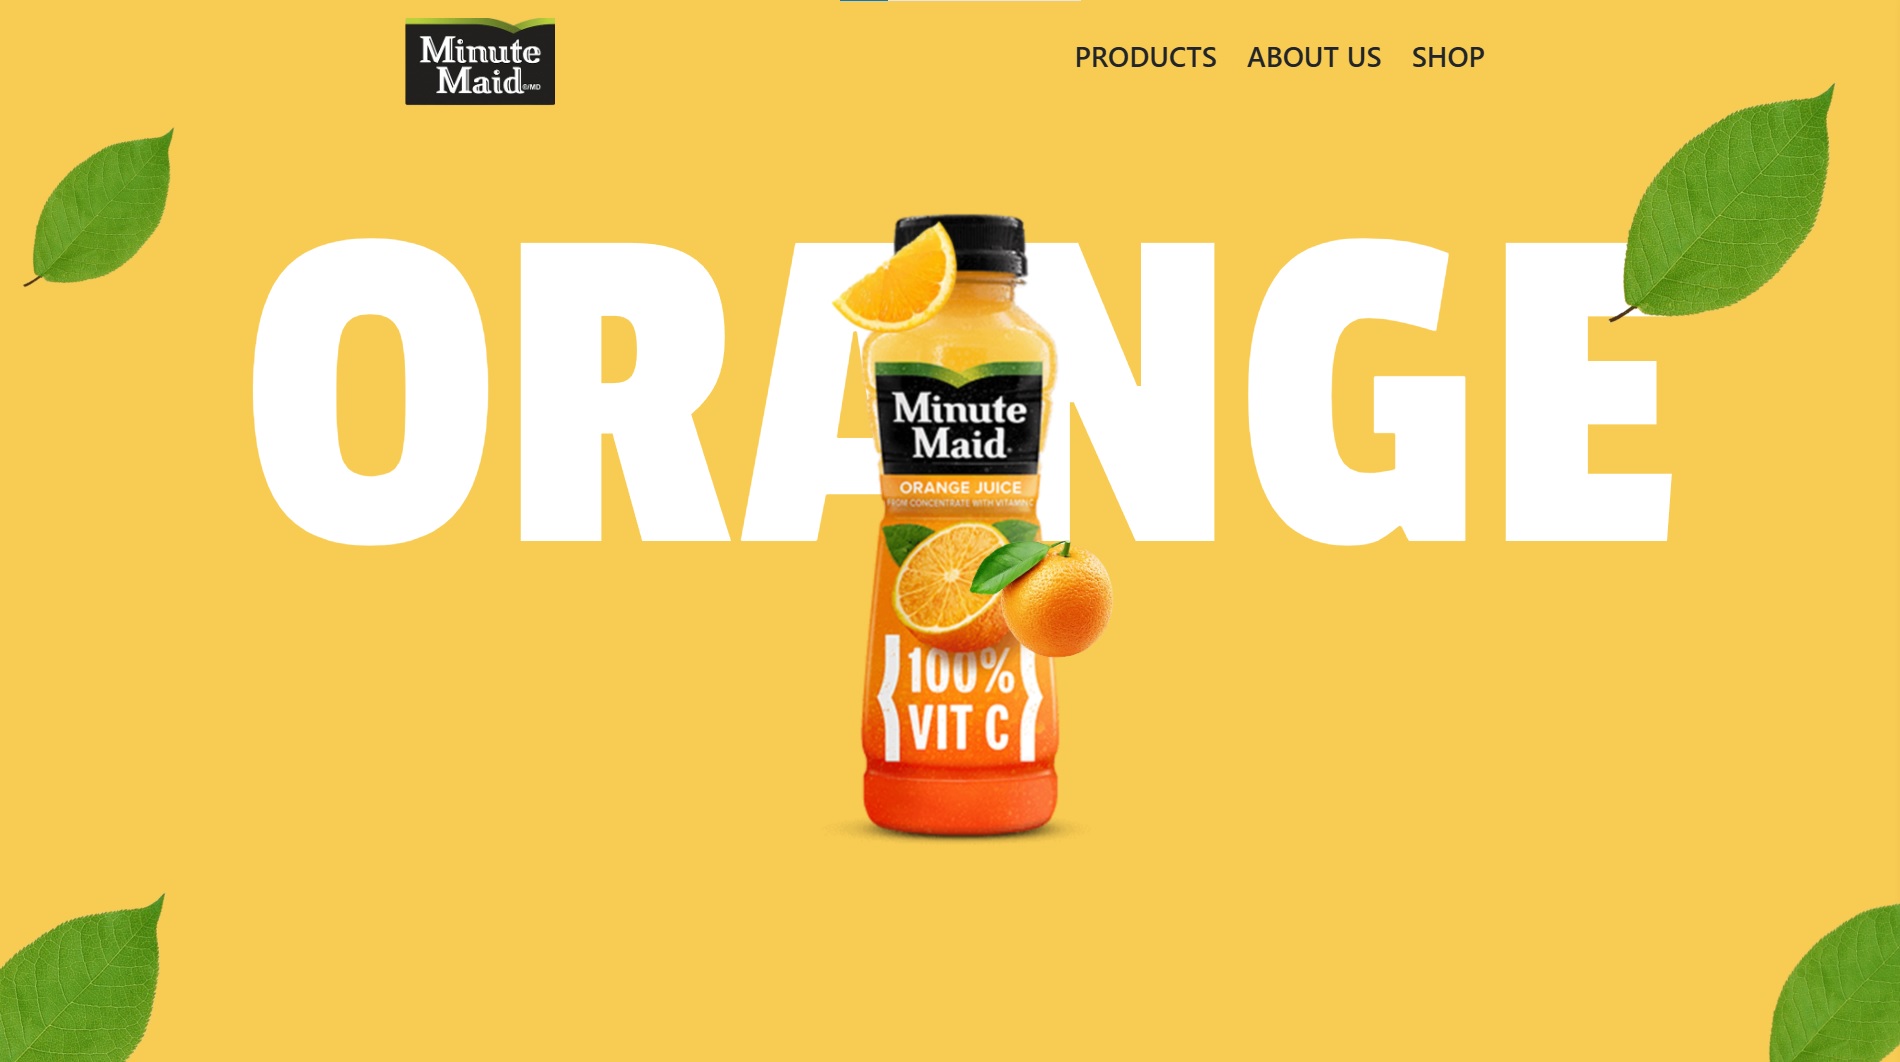 Minute
Maid®/MD
PRODUCTS ABOUT US SHOP
ORANGE
Minute
Maid
ORANGE JUICE
FROM CONCENTRATE WITH VITAMIN C
100%
VIT C